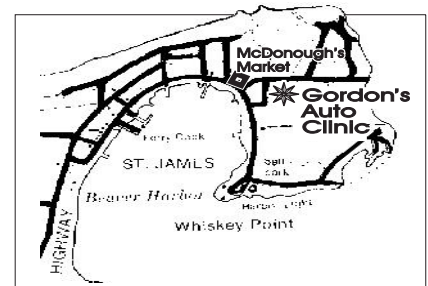 McDonough's
Market
Gordon's
Auto
Clinic
Ferry Dock
ST. JAMES
Beaver Harbor
Whiskey Point
HIGHWAY